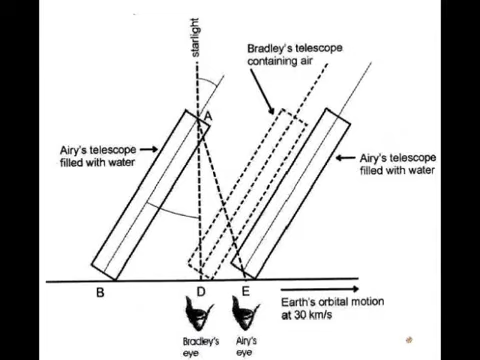 starlight
Bradley's telescope
containing air
A
Airy's telescope
filled with water
Airy's telescope
filled with water
B
D
E
Earth's orbital motion
at 30 km/s
Bradley's
eye
Airy's
eye